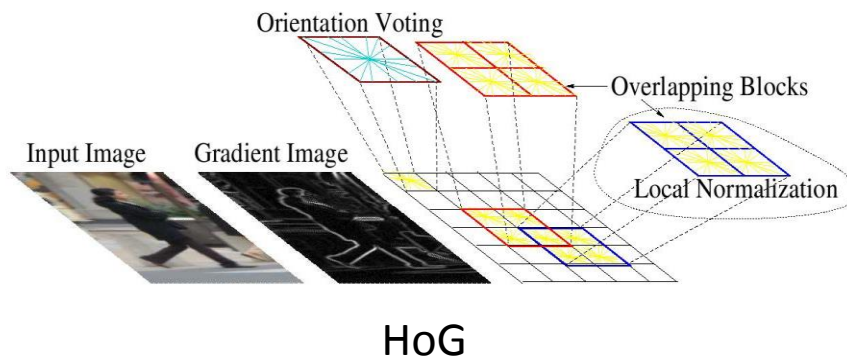 Orientation Voting
Overlapping Blocks
Input Image
Gradient Image
Local Normalization
HoG